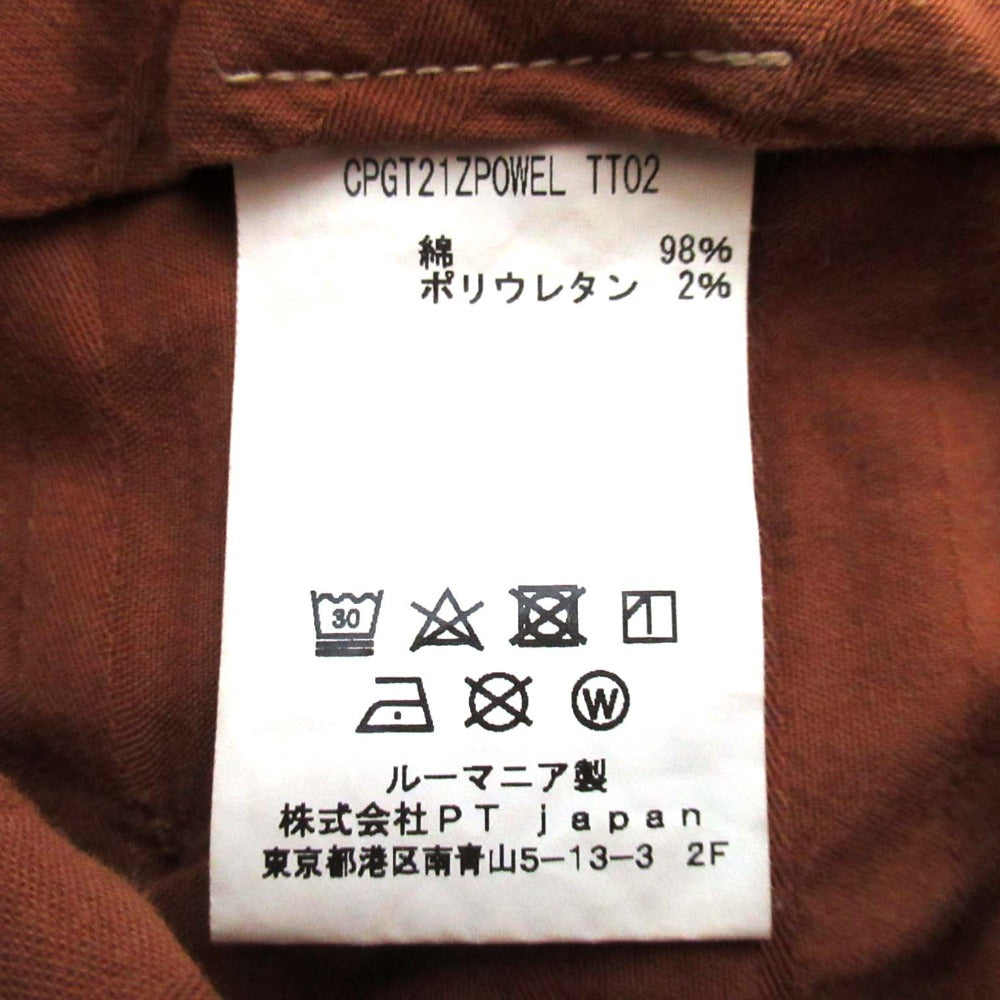 CPGT21ZPOWEL TT02
綿 98%
ポリウレタン 2%
30
W
ルーマニア製
株式会社PT japan
東京都港区南青山5-13-3 2F